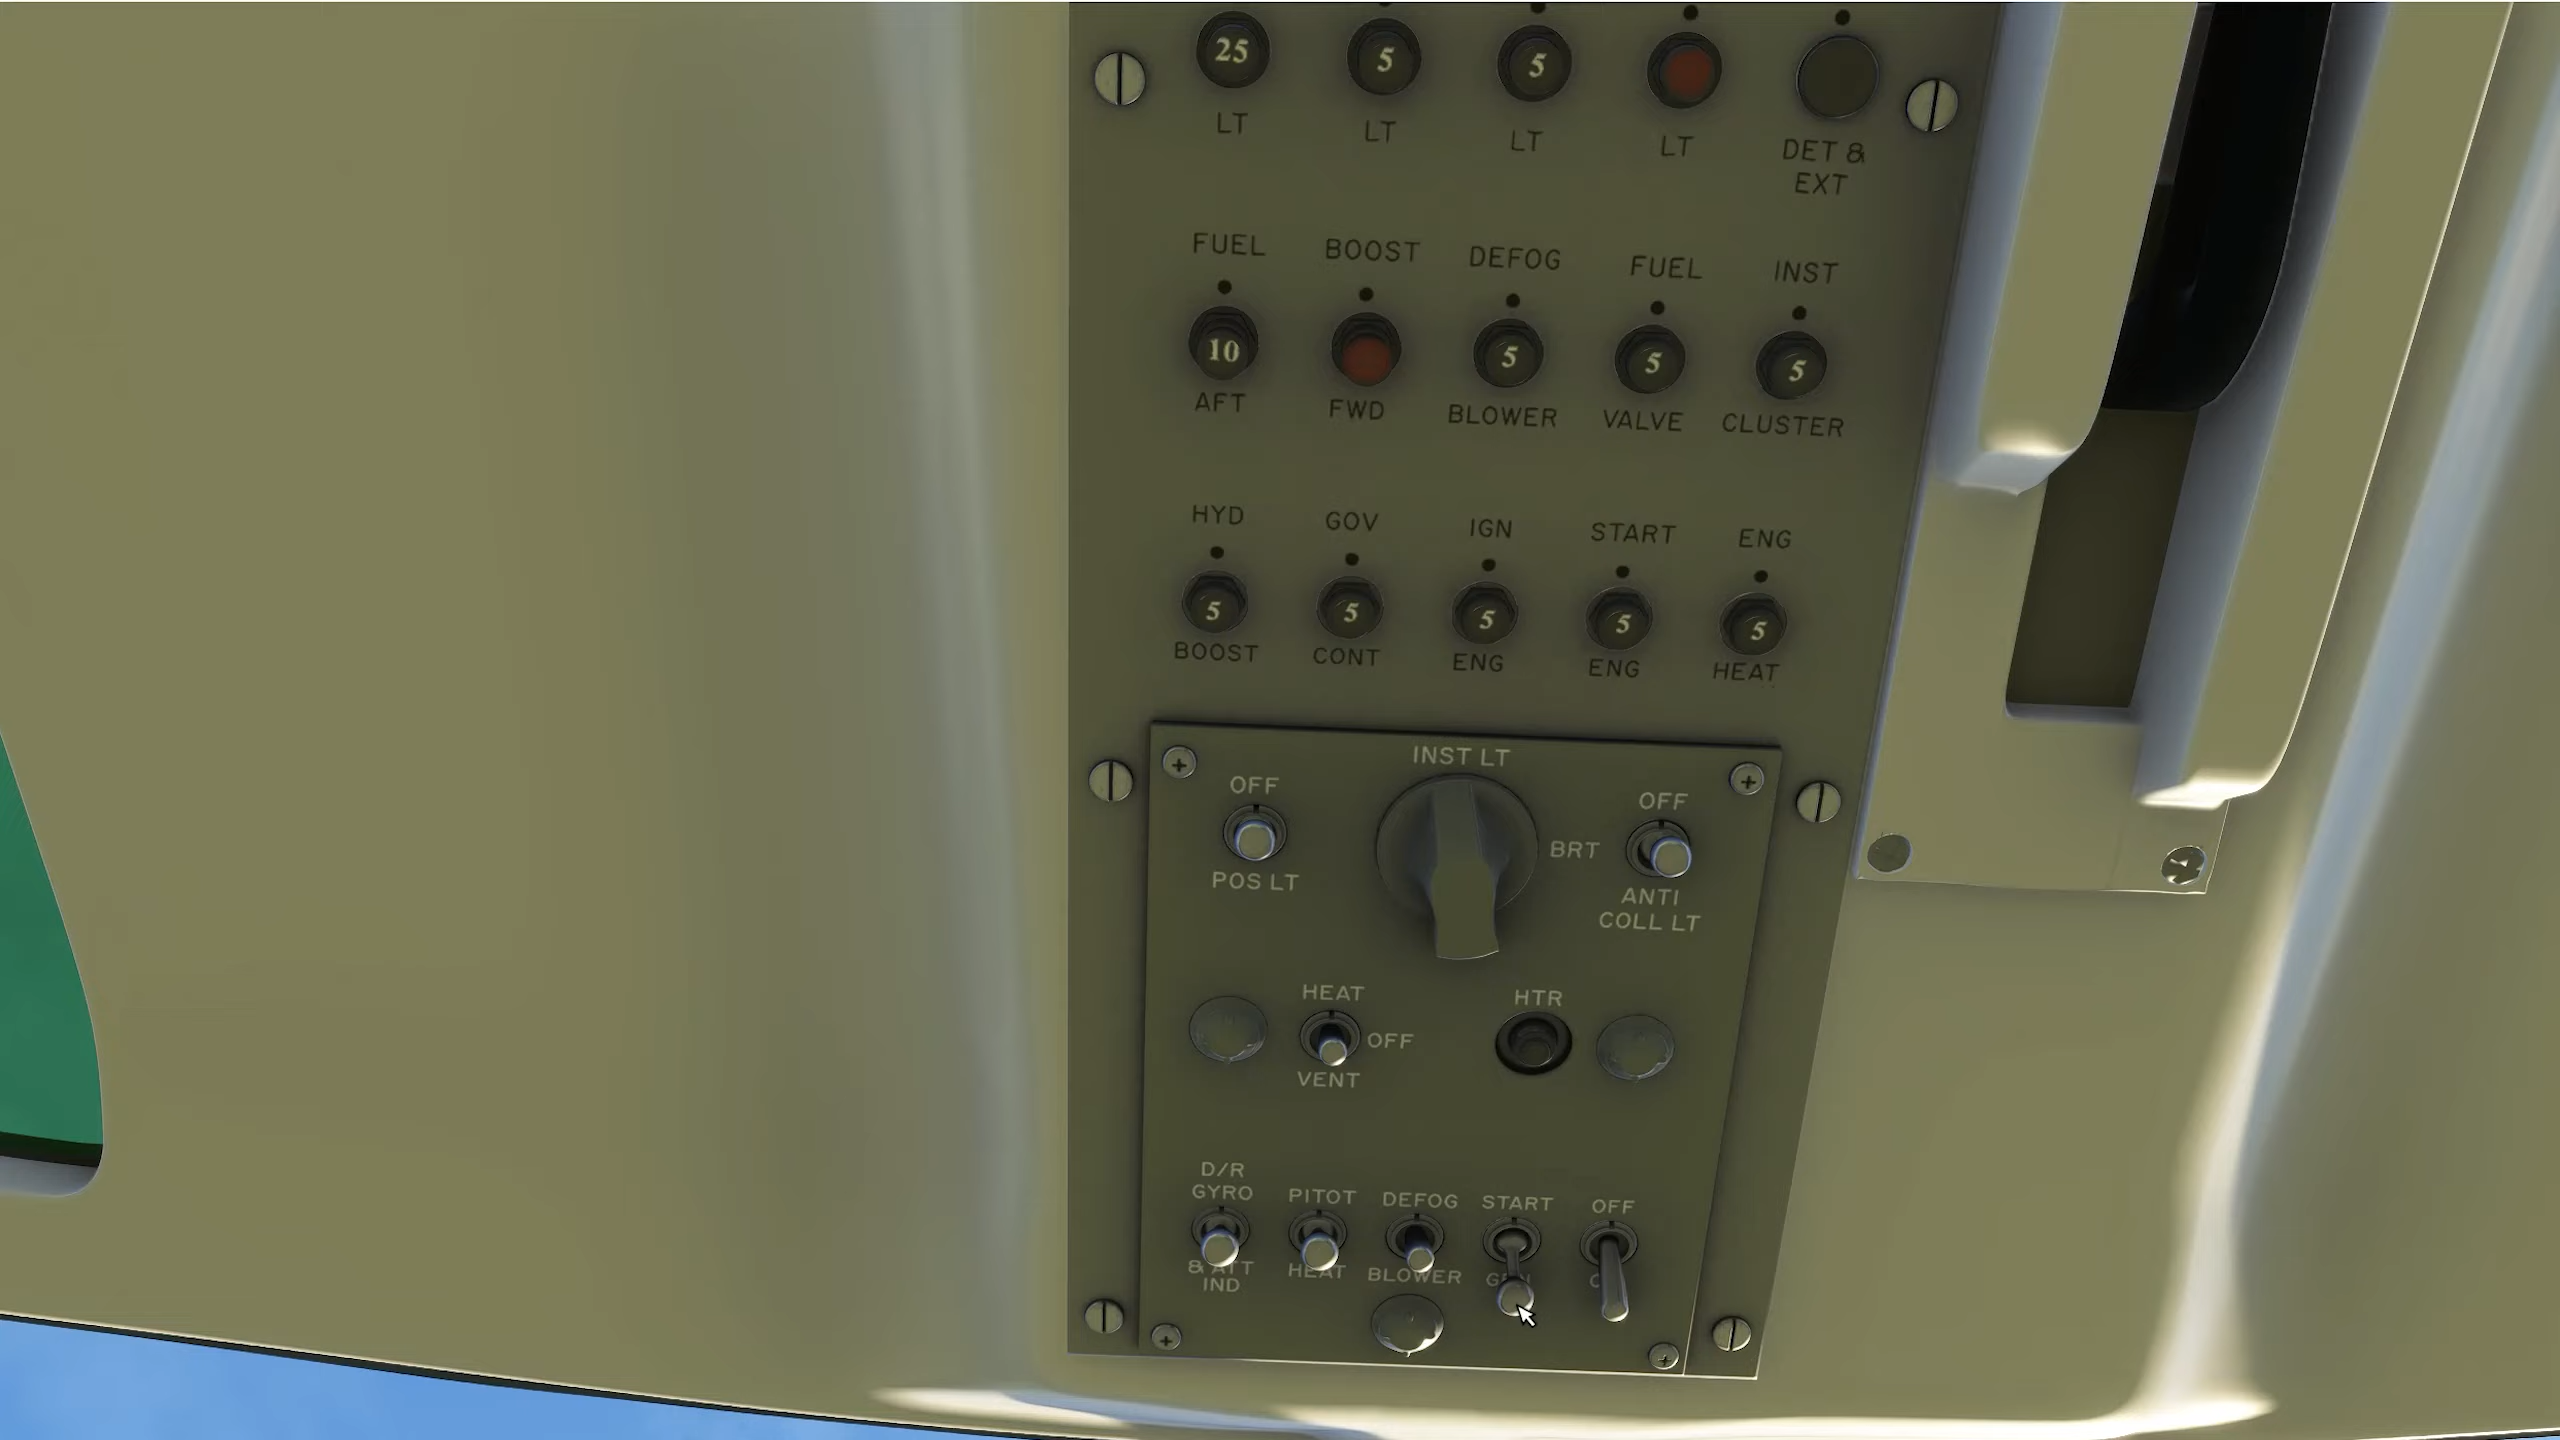 25 5 5
LT LT LT LT DET &
EXT
FUEL BOOST DEFOG FUEL INST
10 5 5 5
AFT FWD BLOWER VALVE CLUSTER
HYD GOV IGN START ENG
5 5 5 5 5
BOOST CONT ENG ENG HEAT
INST LT
OFF OFF
BRT
POS LT ANTI
COLL LT
HEAT HTR
OFF
VENT
D/R
GYRO PITOT DEFOG START OFF
& ATT HEAT BLOWER GEN
IND